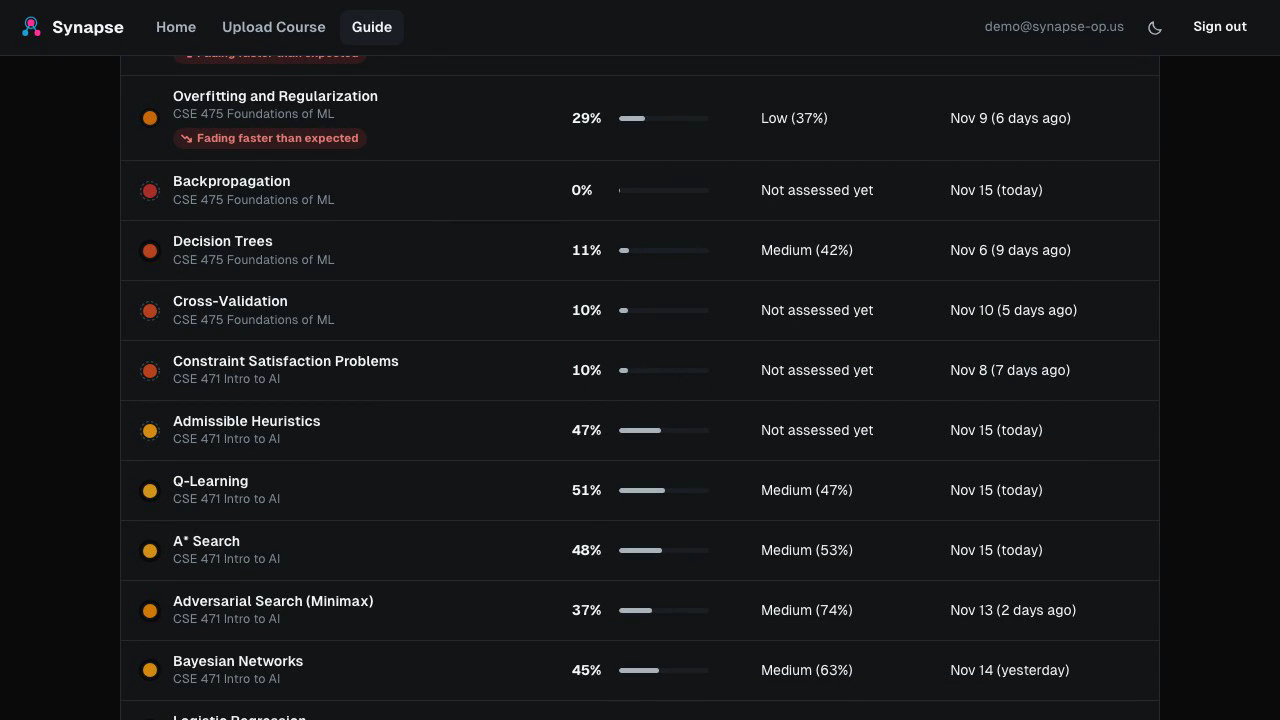 Synapse
Home
Upload Course
Guide
demo@synapse-op.us
Sign out
Fading faster than expected
Overfitting and Regularization
CSE 475 Foundations of ML
Fading faster than expected
29%
Low (37%)
Nov 9 (6 days ago)
Backpropagation
CSE 475 Foundations of ML
0%
Not assessed yet
Nov 15 (today)
Decision Trees
CSE 475 Foundations of ML
11%
Medium (42%)
Nov 6 (9 days ago)
Cross-Validation
CSE 475 Foundations of ML
10%
Not assessed yet
Nov 10 (5 days ago)
Constraint Satisfaction Problems
CSE 471 Intro to AI
10%
Not assessed yet
Nov 8 (7 days ago)
Admissible Heuristics
CSE 471 Intro to AI
47%
Not assessed yet
Nov 15 (today)
Q-Learning
CSE 471 Intro to AI
51%
Medium (47%)
Nov 15 (today)
A* Search
CSE 471 Intro to AI
48%
Medium (53%)
Nov 15 (today)
Adversarial Search (Minimax)
CSE 471 Intro to AI
37%
Medium (74%)
Nov 13 (2 days ago)
Bayesian Networks
CSE 471 Intro to AI
45%
Medium (63%)
Nov 14 (yesterday)
Logistic Regression